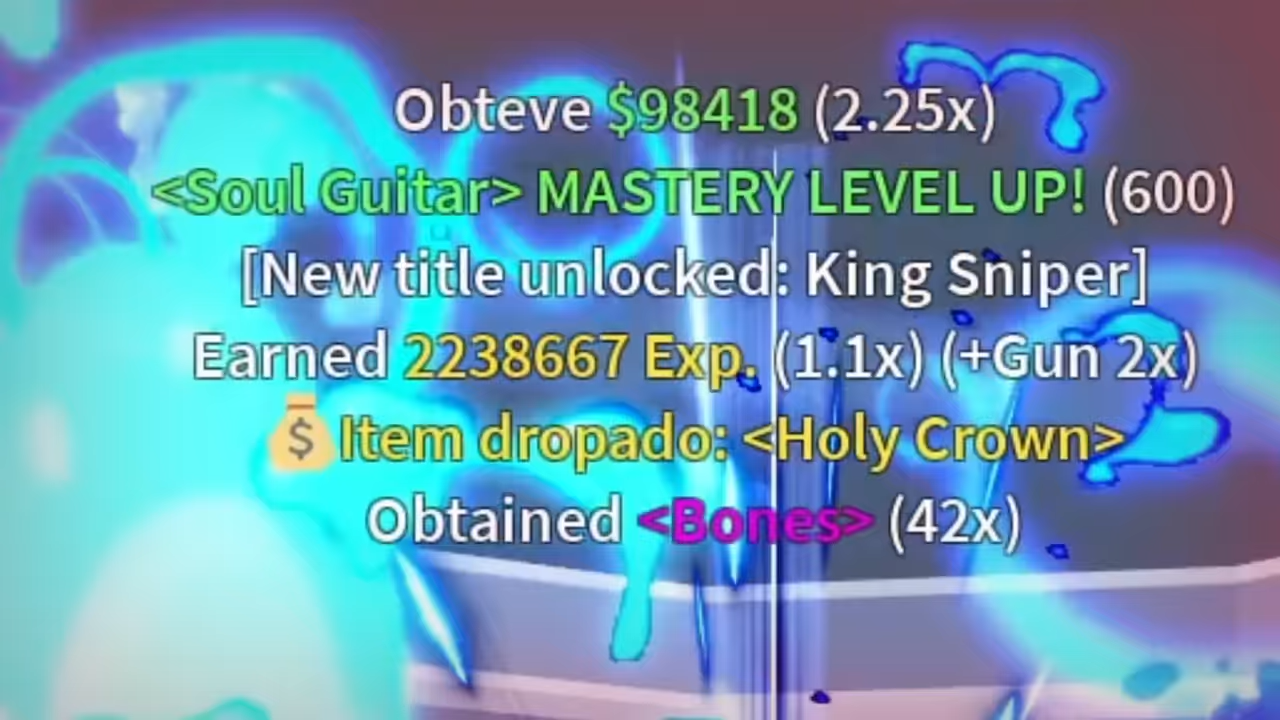 Obteve $98418 (2.25x)
<Soul Guitar> MASTERY LEVEL UP! (600)
[New title unlocked: King Sniper]
Earned 2238667 Exp. (1.1x) (+Gun 2x)
💰Item dropado: <Holy Crown>
Obtained <Bones> (42x)